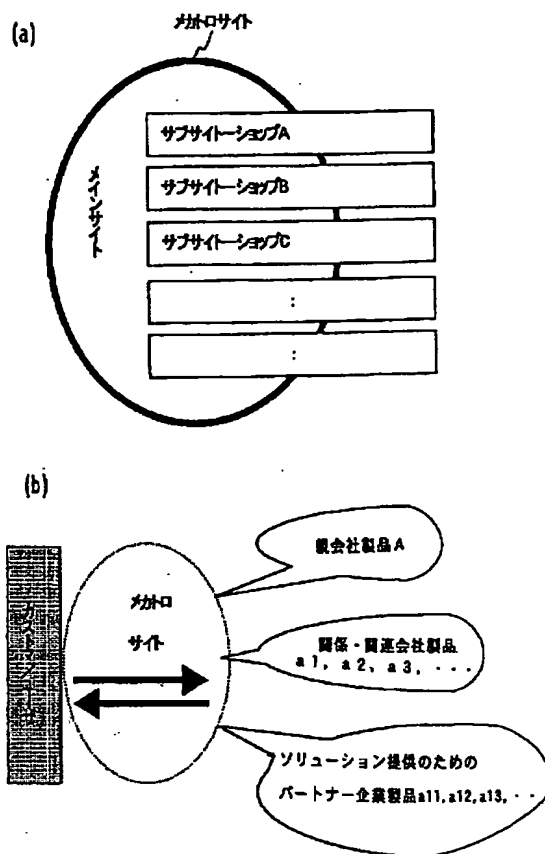 (a)
メカトロサイト
メインサイト
サブサイトーショップA
サブサイトーショップB
サブサイトーショップC
:
:
(b)
メカトロ
サイト
親会社製品A
関係・関連会社製品
a1, a2, a3, ・・・
ソリューション提供のための
パートナー企業製品a11,a12,a13,・・